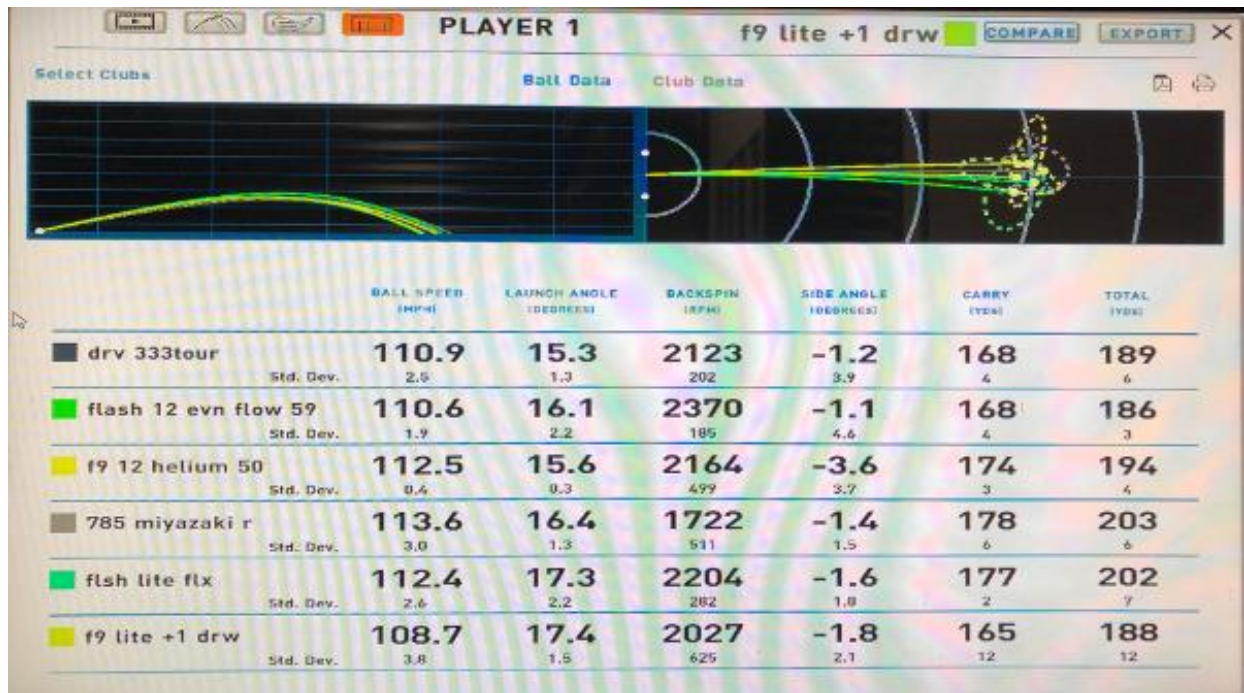 PLAYER 1
f9 lite +1 drw
COMPARE
EXPORT
Select Clubs
Ball Data
Club Data
BALL SPEED LAUNCH ANGLE BACKSPIN SIDE ANGLE CARRY TOTAL
(MPH) (DEGREES) (RPM) (DEGREES) (YDS) (YDS)
drv 333tour 110.9 15.3 2123 -1.2 168 189
Std. Dev. 2.5 1.3 202 3.9 4 6
flash 12 evn flow 59 110.6 16.1 2370 -1.1 168 186
Std. Dev. 1.9 2.2 185 4.6 4 3
f9 12 helium 50 112.5 15.6 2164 -3.6 174 194
Std. Dev. 0.4 0.3 499 3.7 3 4
785 miyazaki r 113.6 16.4 1722 -1.4 178 203
Std. Dev. 3.0 1.3 511 1.5 6 6
flsh lite flx 112.4 17.3 2204 -1.6 177 202
Std. Dev. 2.6 2.2 282 1.8 2 7
f9 lite +1 drw 108.7 17.4 2027 -1.8 165 188
Std. Dev. 3.8 1.5 625 2.1 12 12